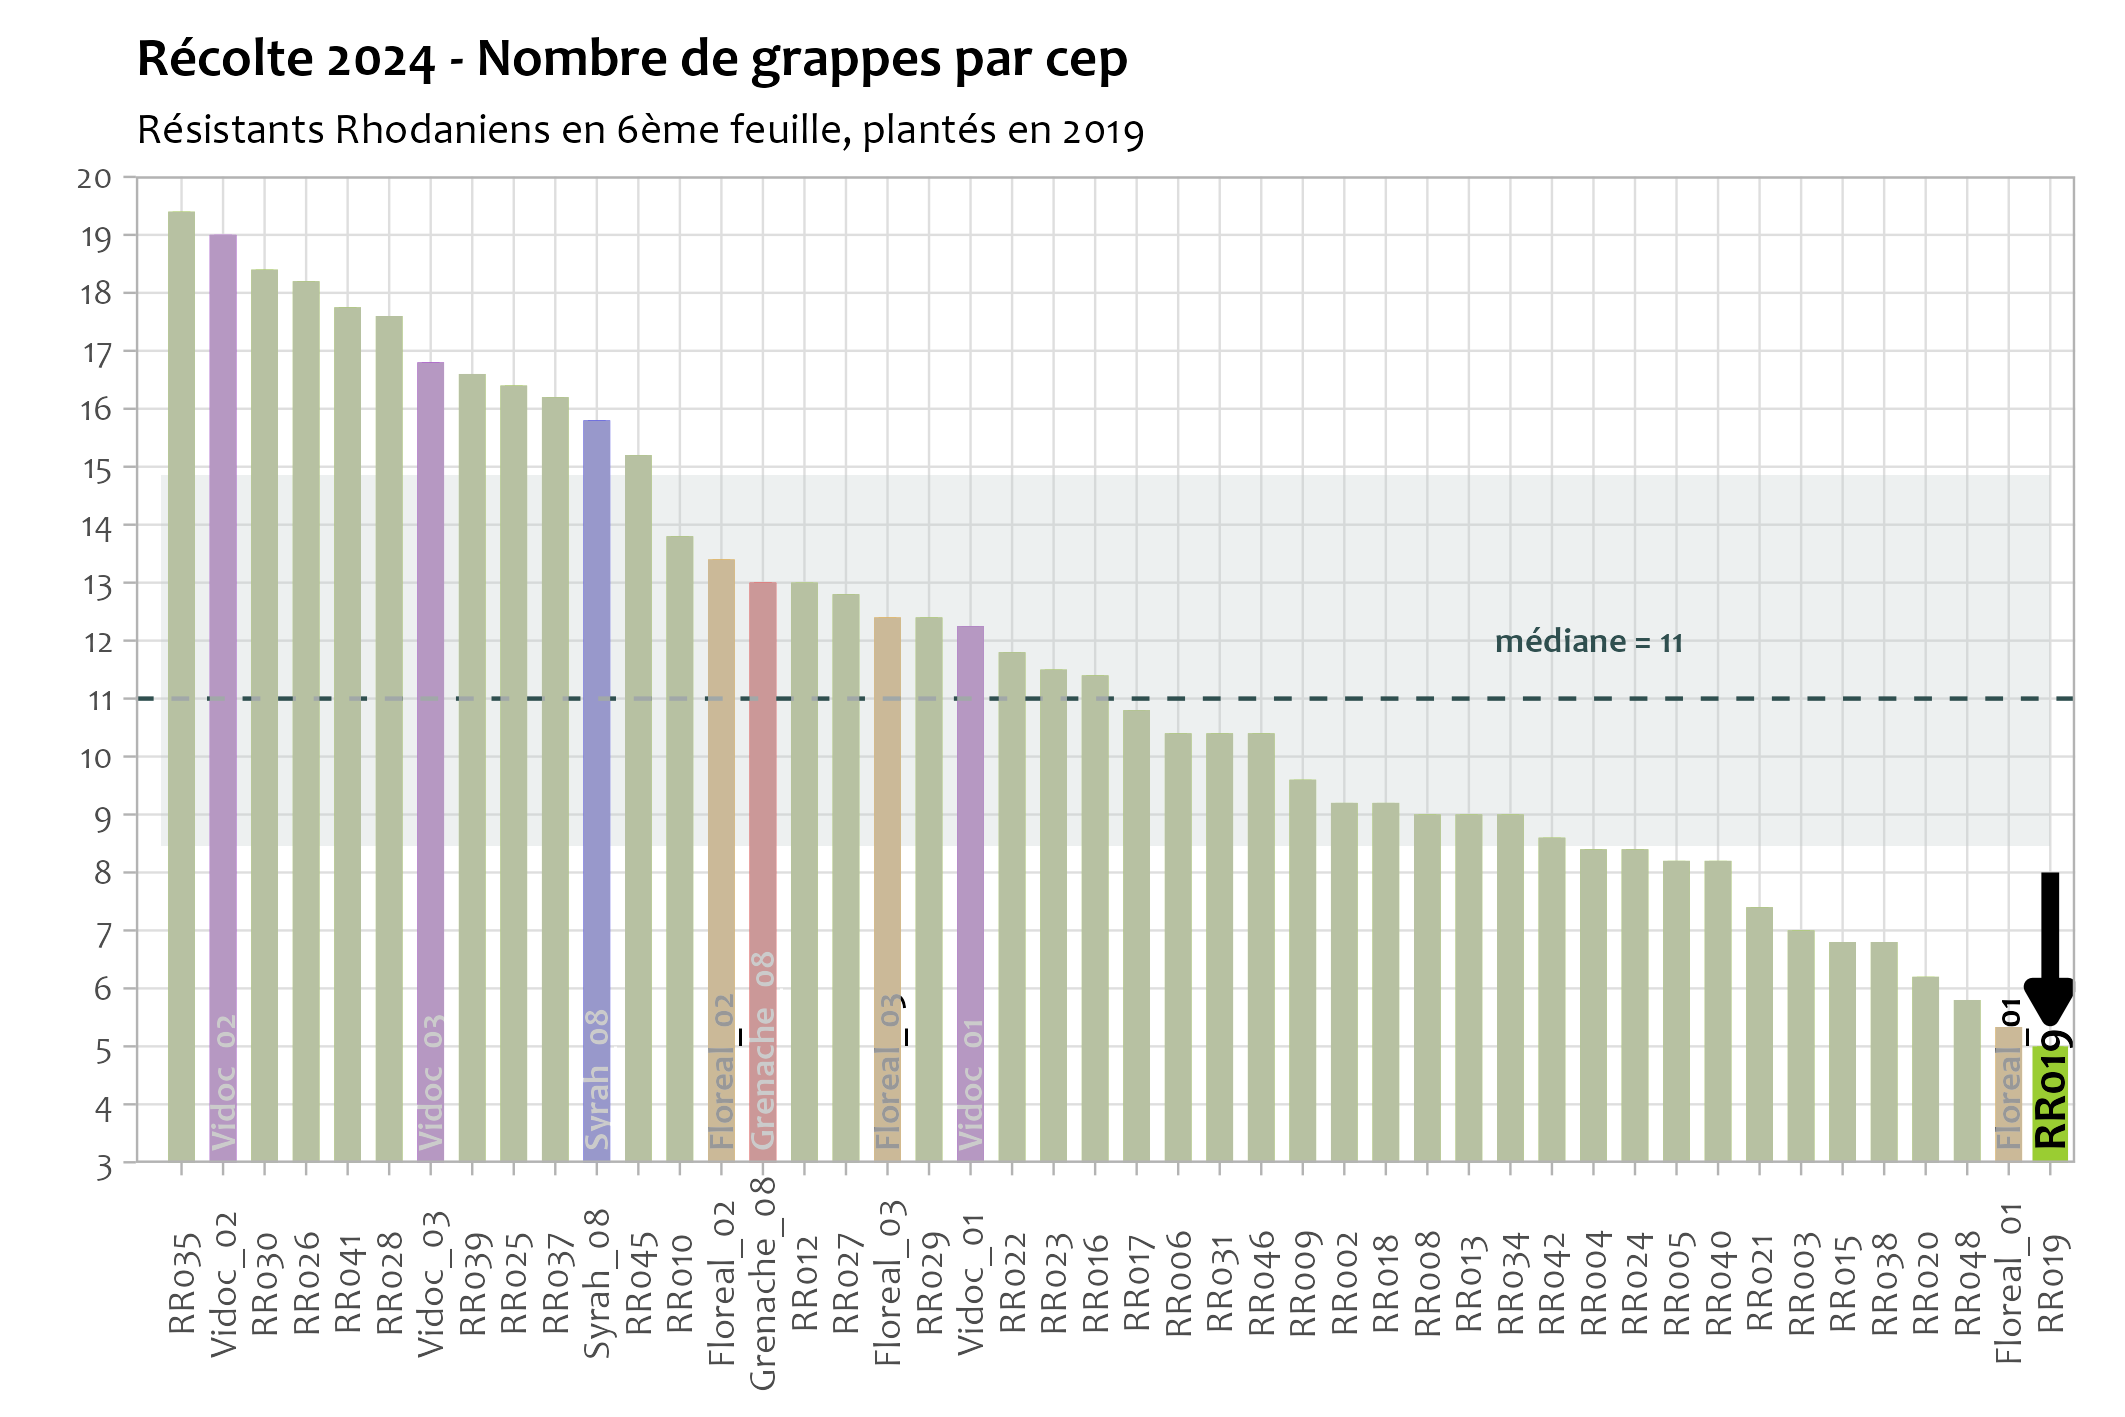 Récolte 2024 - Nombre de grappes par cep
Résistants Rhodaniens en 6ème feuille, plantés en 2019
20
19
18
17
16
15
14
13
12
11
10
9
8
7
6
5
4
3
médiane = 11
Vidoc_02
Vidoc_03
Syrah_08
Floreal_02
Grenache_08
Floreal_03
Vidoc_01
Floreal_01
RR019
RR035
Vidoc_02
RR030
RR026
RR041
RR028
Vidoc_03
RR039
RR025
RR037
Syrah_08
RR045
RR010
Floreal_02
Grenache_08
RR012
RR027
Floreal_03
RR029
Vidoc_01
RR022
RR023
RR016
RR017
RR006
RR031
RR046
RR009
RR002
RR018
RR008
RR013
RR034
RR042
RR004
RR024
RR005
RR040
RR021
RR003
RR015
RR038
RR020
RR048
Floreal_01
RR019